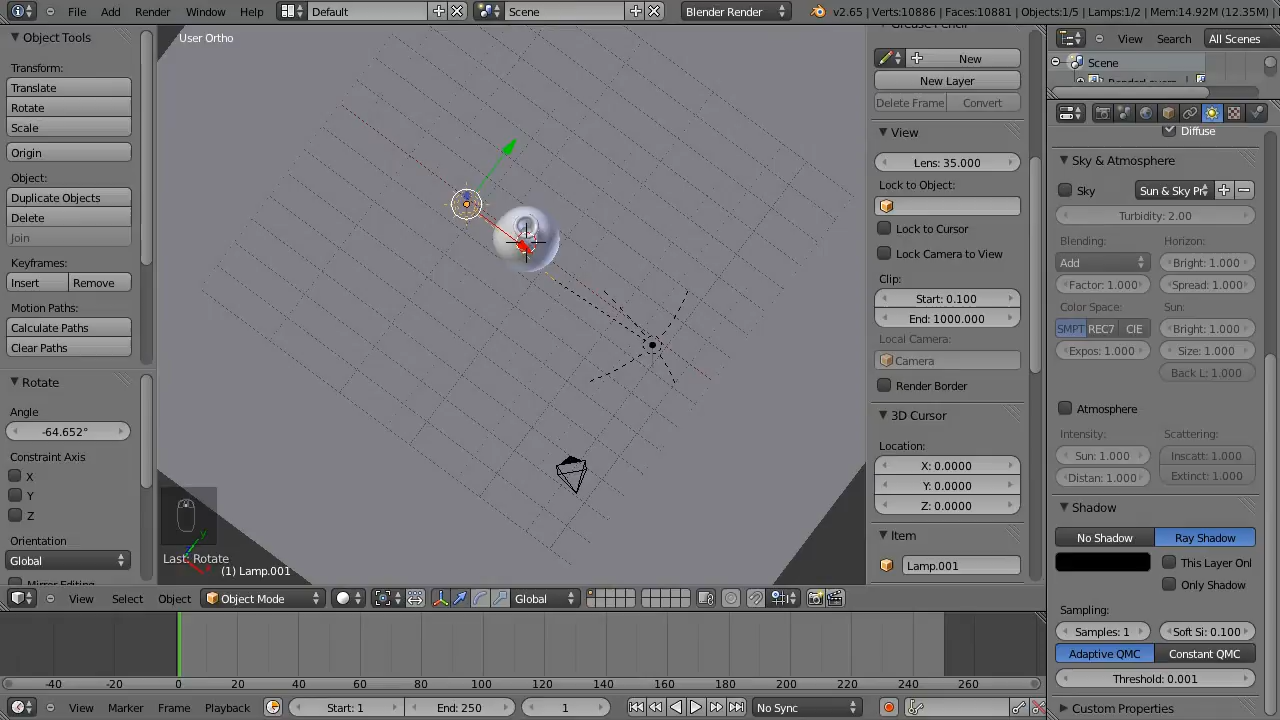 File Add Render Window Help Default Scene Blender Render v2.65 | Verts:10886 | Faces:10881 | Objects:1/5 | Lamps:1/2 | Mem:14.92M (12.35M) |
Object Tools
Transform:
Translate
Rotate
Scale
Origin
Object:
Duplicate Objects
Delete
Join
Keyframes:
Insert Remove
Motion Paths:
Calculate Paths
Clear Paths
Rotate
Angle
-64.652°
Constraint Axis
X
Y
Z
Orientation
Global
User Ortho
Last: Rotate
(1) Lamp.001
New
New Layer
Delete Frame Convert
View
Lens: 35.000
Lock to Object:
Lock to Cursor
Lock Camera to View
Clip:
Start: 0.100
End: 1000.000
Local Camera:
Camera
Render Border
3D Cursor
Location:
X: 0.0000
Y: 0.0000
Z: 0.0000
Item
Lamp.001
View Search All Scenes
Scene
Diffuse
Sky & Atmosphere
Sky Sun & Sky Pr
Turbidity: 2.00
Blending: Horizon:
Add Bright: 1.000
Factor: 1.000 Spread: 1.000
Color Space: Sun:
SMPT REC7 CIE Bright: 1.000
Expos: 1.000 Size: 1.000
Back L: 1.000
Atmosphere
Intensity: Scattering:
Sun: 1.000 Inscatt: 1.000
Distan: 1.000 Extinct: 1.000
Shadow
No Shadow Ray Shadow
This Layer Onl
Only Shadow
Sampling:
Samples: 1 Soft Si: 0.100
Adaptive QMC Constant QMC
Threshold: 0.001
Custom Properties
View Select Object Object Mode Global
-40 -20 0 20 40 60 80 100 120 140 160 180 200 220 240 260
View Marker Frame Playback Start: 1 End: 250 1 No Sync